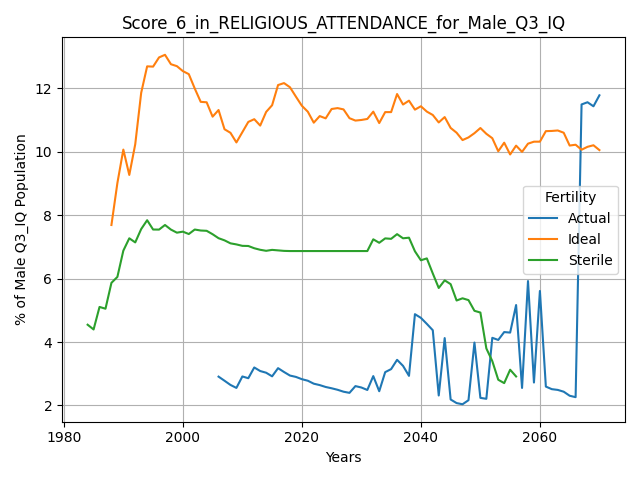 Score_6_in_RELIGIOUS_ATTENDANCE_for_Male_Q3_IQ
% of Male Q3_IQ Population
12
10
8
6
4
2
Fertility
Actual
Ideal
Sterile
1980
2000
2020
2040
2060
Years